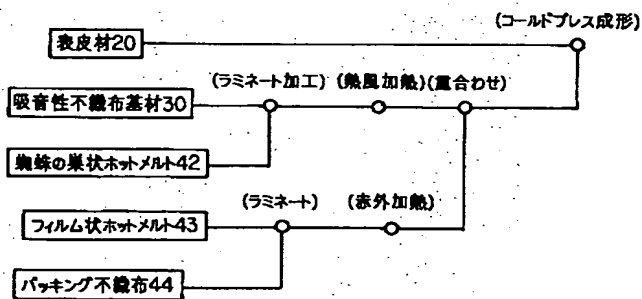 (コールドプレス成形)
表皮材20
(ラミネート加工) (熱風加熱)(重合わせ)
吸音性不織布基材30
蜘蛛の巣状ホットメルト42
(ラミネート) (赤外加熱)
フィルム状ホットメルト43
パッキング不織布44